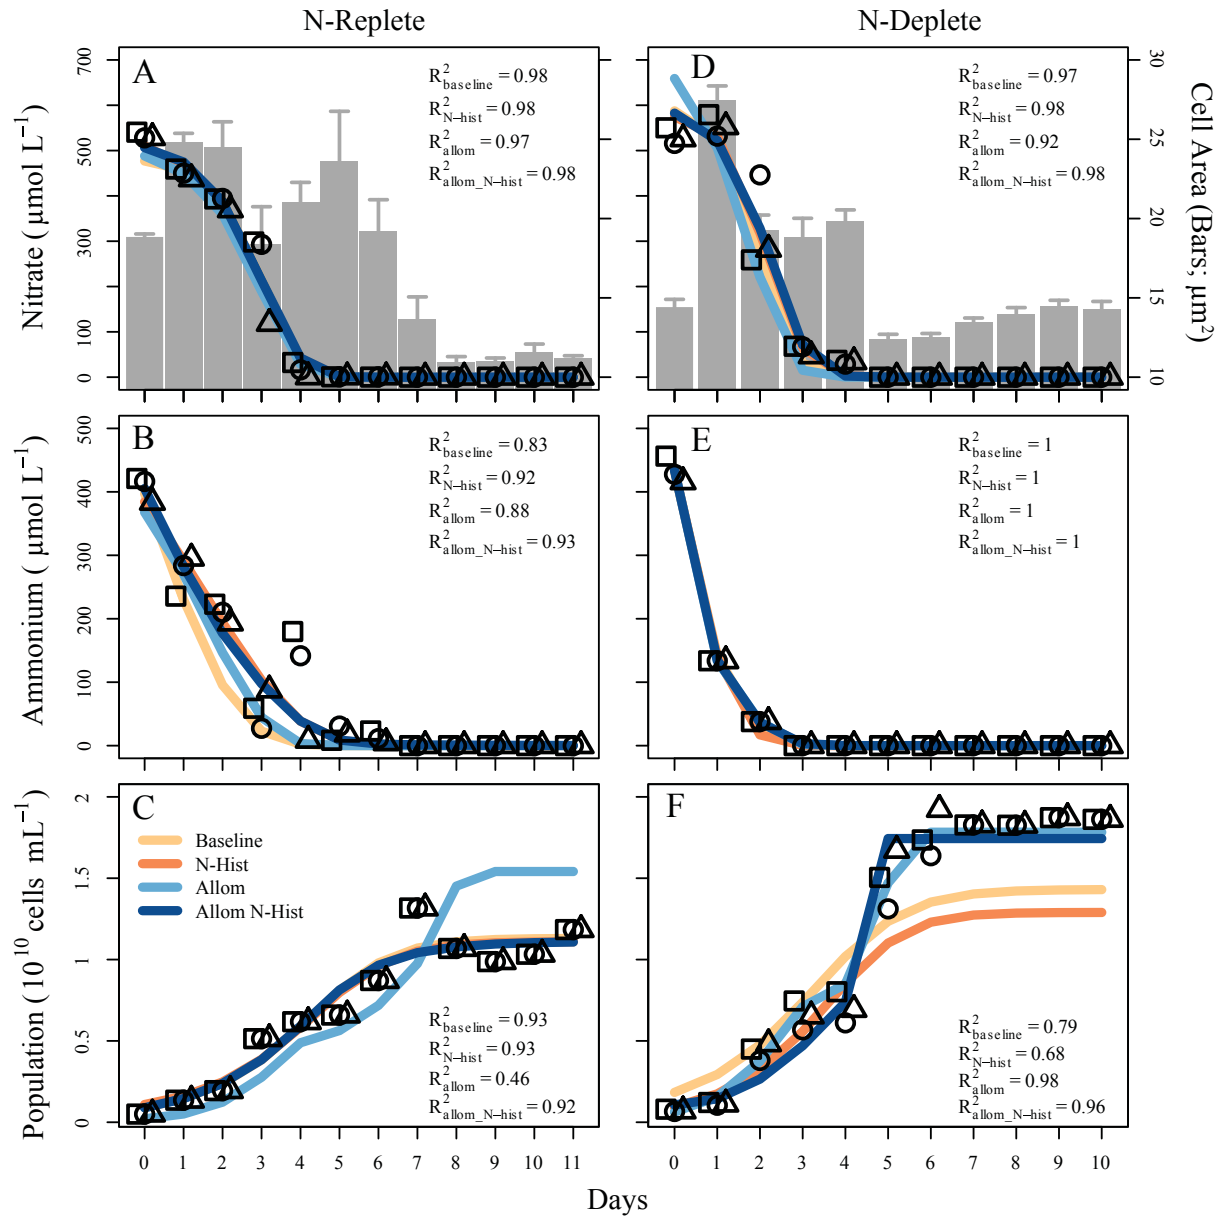 N-Replete
N-Deplete
A
R²baseline = 0.98
R²N−hist = 0.98
R²allom = 0.97
R²allom_N−hist = 0.98
Nitrate ( µmol L−1)
700
500
300
100
0
D
R²baseline = 0.97
R²N−hist = 0.98
R²allom = 0.92
R²allom_N−hist = 0.98
30
25
20
15
10
Cell Area (Bars; µm²)
B
R²baseline = 0.83
R²N−hist = 0.92
R²allom = 0.88
R²allom_N−hist = 0.93
Ammonium ( µmol L−1)
500
400
300
200
100
0
E
R²baseline = 1
R²N−hist = 1
R²allom = 1
R²allom_N−hist = 1
C
Baseline
N-Hist
Allom
Allom N-Hist
R²baseline = 0.93
R²N−hist = 0.93
R²allom = 0.46
R²allom_N−hist = 0.92
Population (10^10 cells mL−1)
2
1.5
1
0.5
0
F
R²baseline = 0.79
R²N−hist = 0.68
R²allom = 0.98
R²allom_N−hist = 0.96
0 1 2 3 4 5 6 7 8 9 10 11
0 1 2 3 4 5 6 7 8 9 10
Days